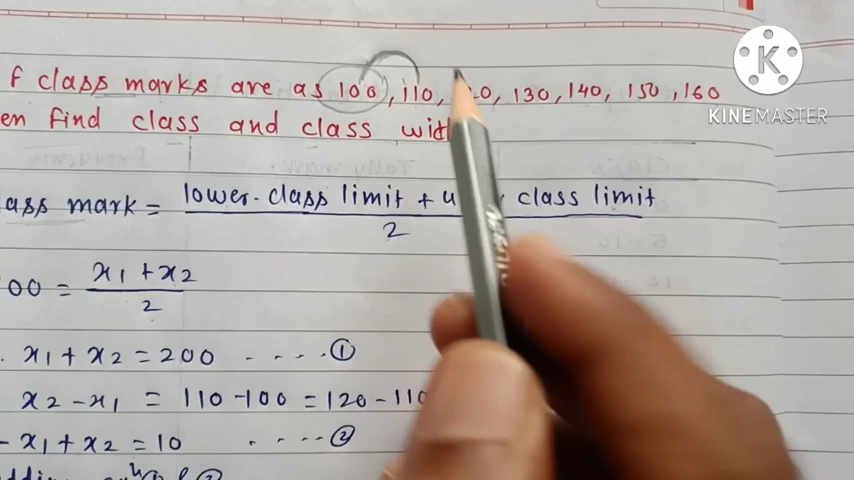 f class marks are as 100, 110, 130, 140, 150, 160
K
KINEMASTER
find class and class
mark = lower class limit + class limit
2
00 = x1 + x2
2
x1 + x2 = 200 ..... ①
x2 - x1 = 110 - 100 = 120 - 110
- x1 + x2 = 10 ..... ②